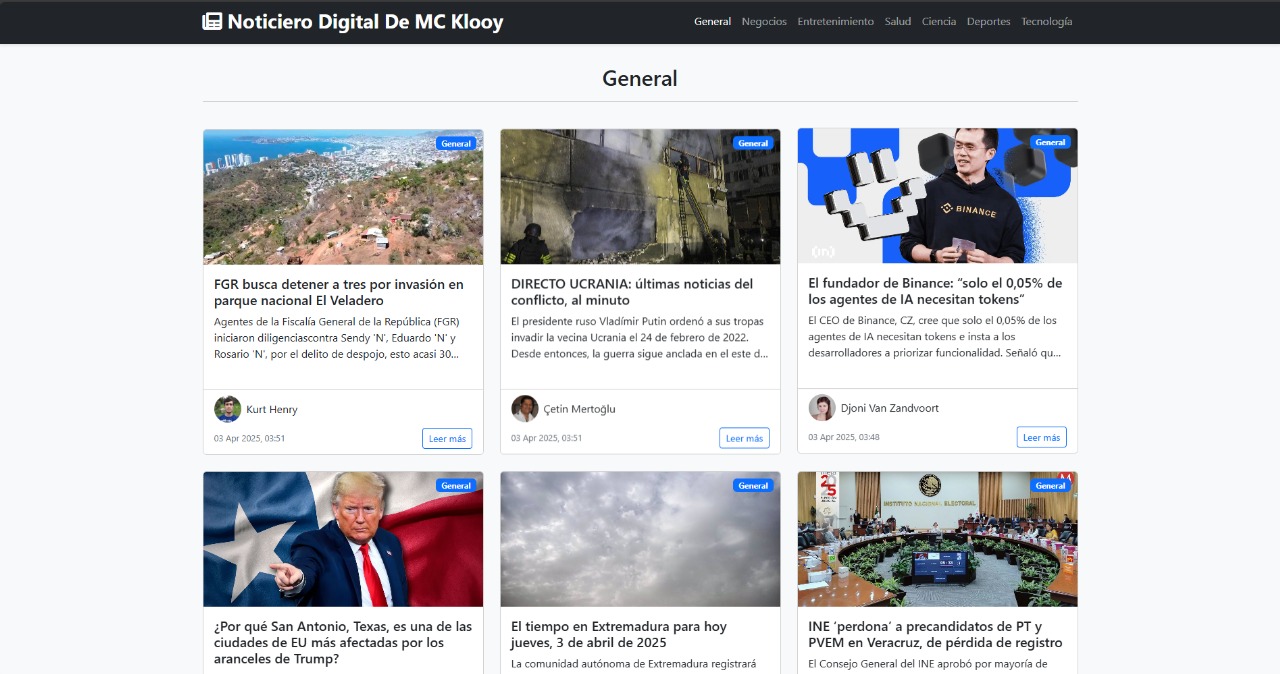 Noticiero Digital De MC Klooy
General Negocios Entretenimiento Salud Ciencia Deportes Tecnología
General
General
FGR busca detener a tres por invasión en
parque nacional El Veladero
Agentes de la Fiscalía General de la República (FGR)
iniciaron diligenciascontra Sendy 'N', Eduardo 'N' y
Rosario 'N', por el delito de despojo, esto acasi 30...
Kurt Henry
03 Apr 2025, 03:51
Leer más
General
DIRECTO UCRANIA: últimas noticias del
conflicto, al minuto
El presidente ruso Vladímir Putin ordenó a sus tropas
invadir la vecina Ucrania el 24 de febrero de 2022.
Desde entonces, la guerra sigue anclada en el este d...
Çetin Mertoğlu
03 Apr 2025, 03:51
Leer más
General
BINANCE
(in)
El fundador de Binance: “solo el 0,05% de
los agentes de IA necesitan tokens”
El CEO de Binance, CZ, cree que solo el 0,05% de los
agentes de IA necesitan tokens e insta a los
desarrolladores a priorizar funcionalidad. Señaló qu...
Djoni Van Zandvoort
03 Apr 2025, 03:48
Leer más
General
¿Por qué San Antonio, Texas, es una de las
ciudades de EU más afectadas por los
aranceles de Trump?
General
El tiempo en Extremadura para hoy
jueves, 3 de abril de 2025
La comunidad autónoma de Extremadura registrará
General
INSTITUTO NACIONAL ELECTORAL
INE ‘perdona’ a precandidatos de PT y
PVEM en Veracruz, de pérdida de registro
El Consejo General del INE aprobó por mayoría de